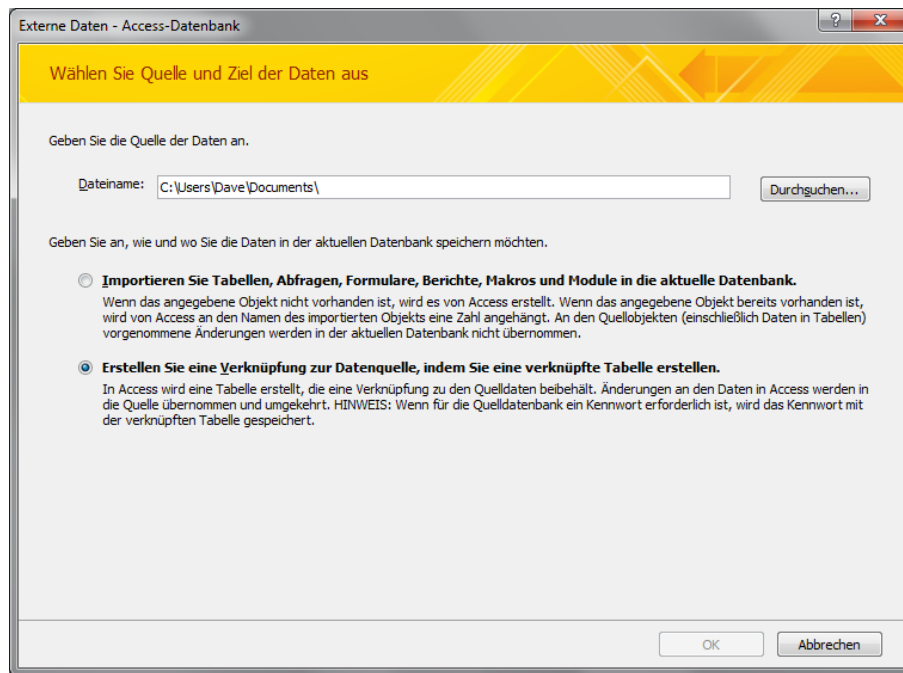 Externe Daten - Access-Datenbank
Wählen Sie Quelle und Ziel der Daten aus
Geben Sie die Quelle der Daten an.
Dateiname: C:\Users\Dave\Documents\ Durchsuchen...
Geben Sie an, wie und wo Sie die Daten in der aktuellen Datenbank speichern möchten.
Importieren Sie Tabellen, Abfragen, Formulare, Berichte, Makros und Module in die aktuelle Datenbank.
Wenn das angegebene Objekt nicht vorhanden ist, wird es von Access erstellt. Wenn das angegebene Objekt bereits vorhanden ist,
wird von Access an den Namen des importierten Objekts eine Zahl angehängt. An den Quellobjekten (einschließlich Daten in Tabellen)
vorgenommene Änderungen werden in der aktuellen Datenbank nicht übernommen.
Erstellen Sie eine Verknüpfung zur Datenquelle, indem Sie eine verknüpfte Tabelle erstellen.
In Access wird eine Tabelle erstellt, die eine Verknüpfung zu den Quelldaten beibehält. Änderungen an den Daten in Access werden in
die Quelle übernommen und umgekehrt. HINWEIS: Wenn für die Quelldatenbank ein Kennwort erforderlich ist, wird das Kennwort mit
der verknüpften Tabelle gespeichert.
OK Abbrechen